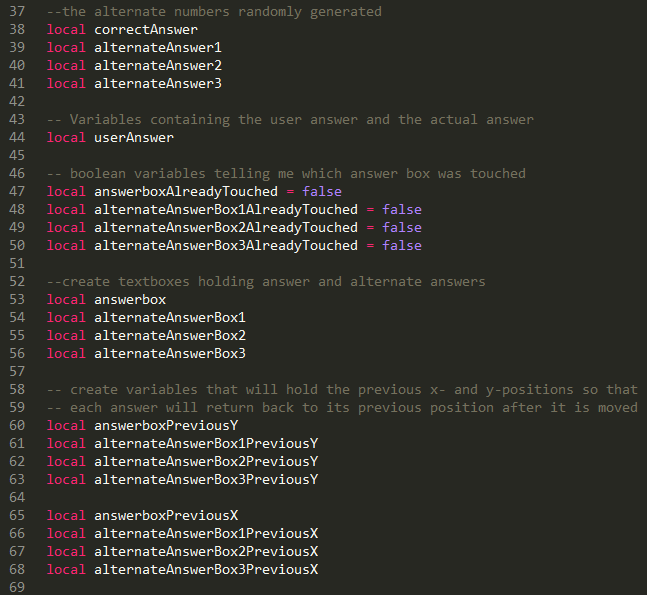 37 --the alternate numbers randomly generated
38 local correctAnswer
39 local alternateAnswer1
40 local alternateAnswer2
41 local alternateAnswer3
42
43 -- Variables containing the user answer and the actual answer
44 local userAnswer
45
46 -- boolean variables telling me which answer box was touched
47 local answerboxAlreadyTouched = false
48 local alternateAnswerBox1AlreadyTouched = false
49 local alternateAnswerBox2AlreadyTouched = false
50 local alternateAnswerBox3AlreadyTouched = false
51
52 --create textboxes holding answer and alternate answers
53 local answerbox
54 local alternateAnswerBox1
55 local alternateAnswerBox2
56 local alternateAnswerBox3
57
58 -- create variables that will hold the previous x- and y-positions so that
59 -- each answer will return back to its previous position after it is moved
60 local answerboxPreviousY
61 local alternateAnswerBox1PreviousY
62 local alternateAnswerBox2PreviousY
63 local alternateAnswerBox3PreviousY
64
65 local answerboxPreviousX
66 local alternateAnswerBox1PreviousX
67 local alternateAnswerBox2PreviousX
68 local alternateAnswerBox3PreviousX
69